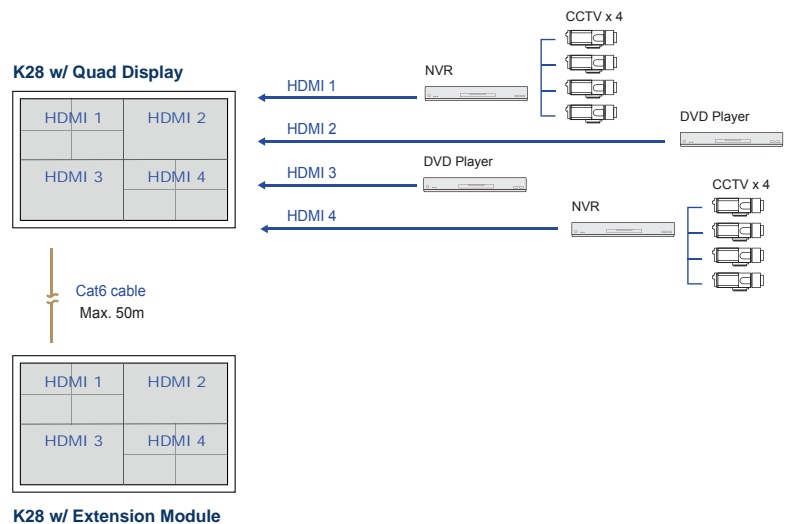 CCTV x 4
K28 w/ Quad Display
NVR
HDMI 1
HDMI 1
HDMI 2
HDMI 2
DVD Player
HDMI 3
HDMI 4
HDMI 3
DVD Player
HDMI 4
NVR
CCTV x 4
Cat6 cable
Max. 50m
HDMI 1
HDMI 2
HDMI 3
HDMI 4
K28 w/ Extension Module